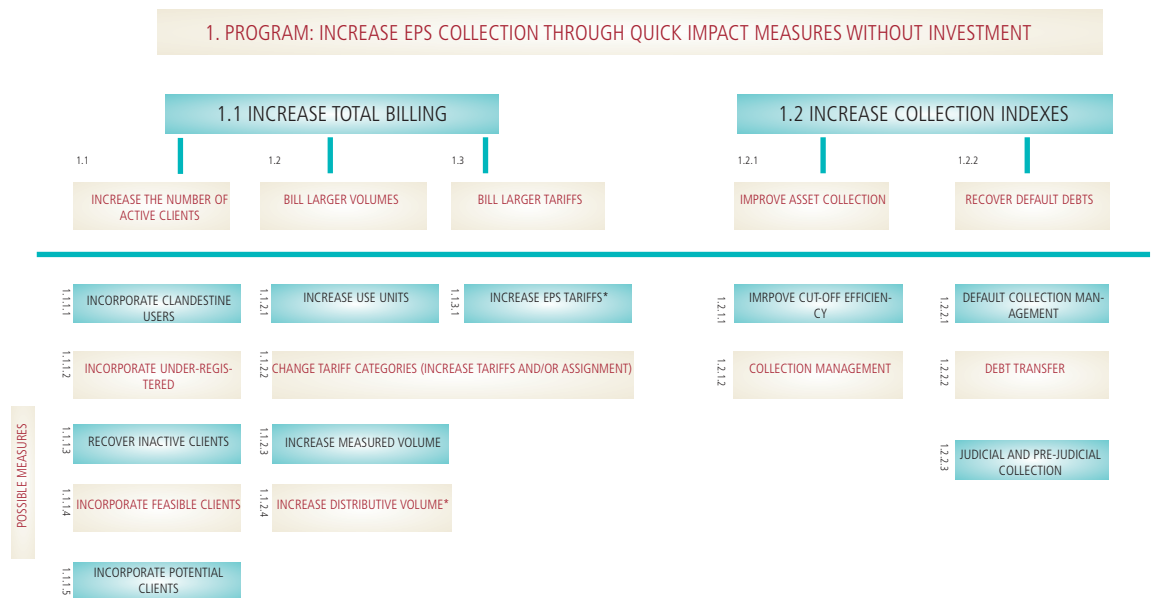 1. PROGRAM: INCREASE EPS COLLECTION THROUGH QUICK IMPACT MEASURES WITHOUT INVESTMENT
1.1 INCREASE TOTAL BILLING
1.2 INCREASE COLLECTION INDEXES
1.1
1.2
1.3
1.2.1
1.2.2
INCREASE THE NUMBER OF
ACTIVE CLIENTS
BILL LARGER VOLUMES
BILL LARGER TARIFFS
IMPROVE ASSET COLLECTION
RECOVER DEFAULT DEBTS
POSSIBLE MEASURES
1.1.1.1
INCORPORATE CLANDESTINE
USERS
1.1.2.1
INCREASE USE UNITS
1.1.3.1
INCREASE EPS TARIFFS*
1.2.1.1
IMRPOVE CUT-OFF EFFICIEN-
CY
1.2.2.1
DEFAULT COLLECTION MAN-
AGEMENT
1.1.1.2
INCORPORATE UNDER-REGIS-
TERED
1.1.2.2
CHANGE TARIFF CATEGORIES (INCREASE TARIFFS AND/OR ASSIGNMENT)
1.2.1.2
COLLECTION MANAGEMENT
1.2.2.2
DEBT TRANSFER
1.1.13
RECOVER INACTIVE CLIENTS
1.1.2.3
INCREASE MEASURED VOLUME
1.2.2.3
JUDICIAL AND PRE-JUDICIAL
COLLECTION
1.1.1.4
INCORPORATE FEASIBLE CLIENTS
1.1.2.4
INCREASE DISTRIBUTIVE VOLUME*
1.1.1.5
INCORPORATE POTENTIAL
CLIENTS